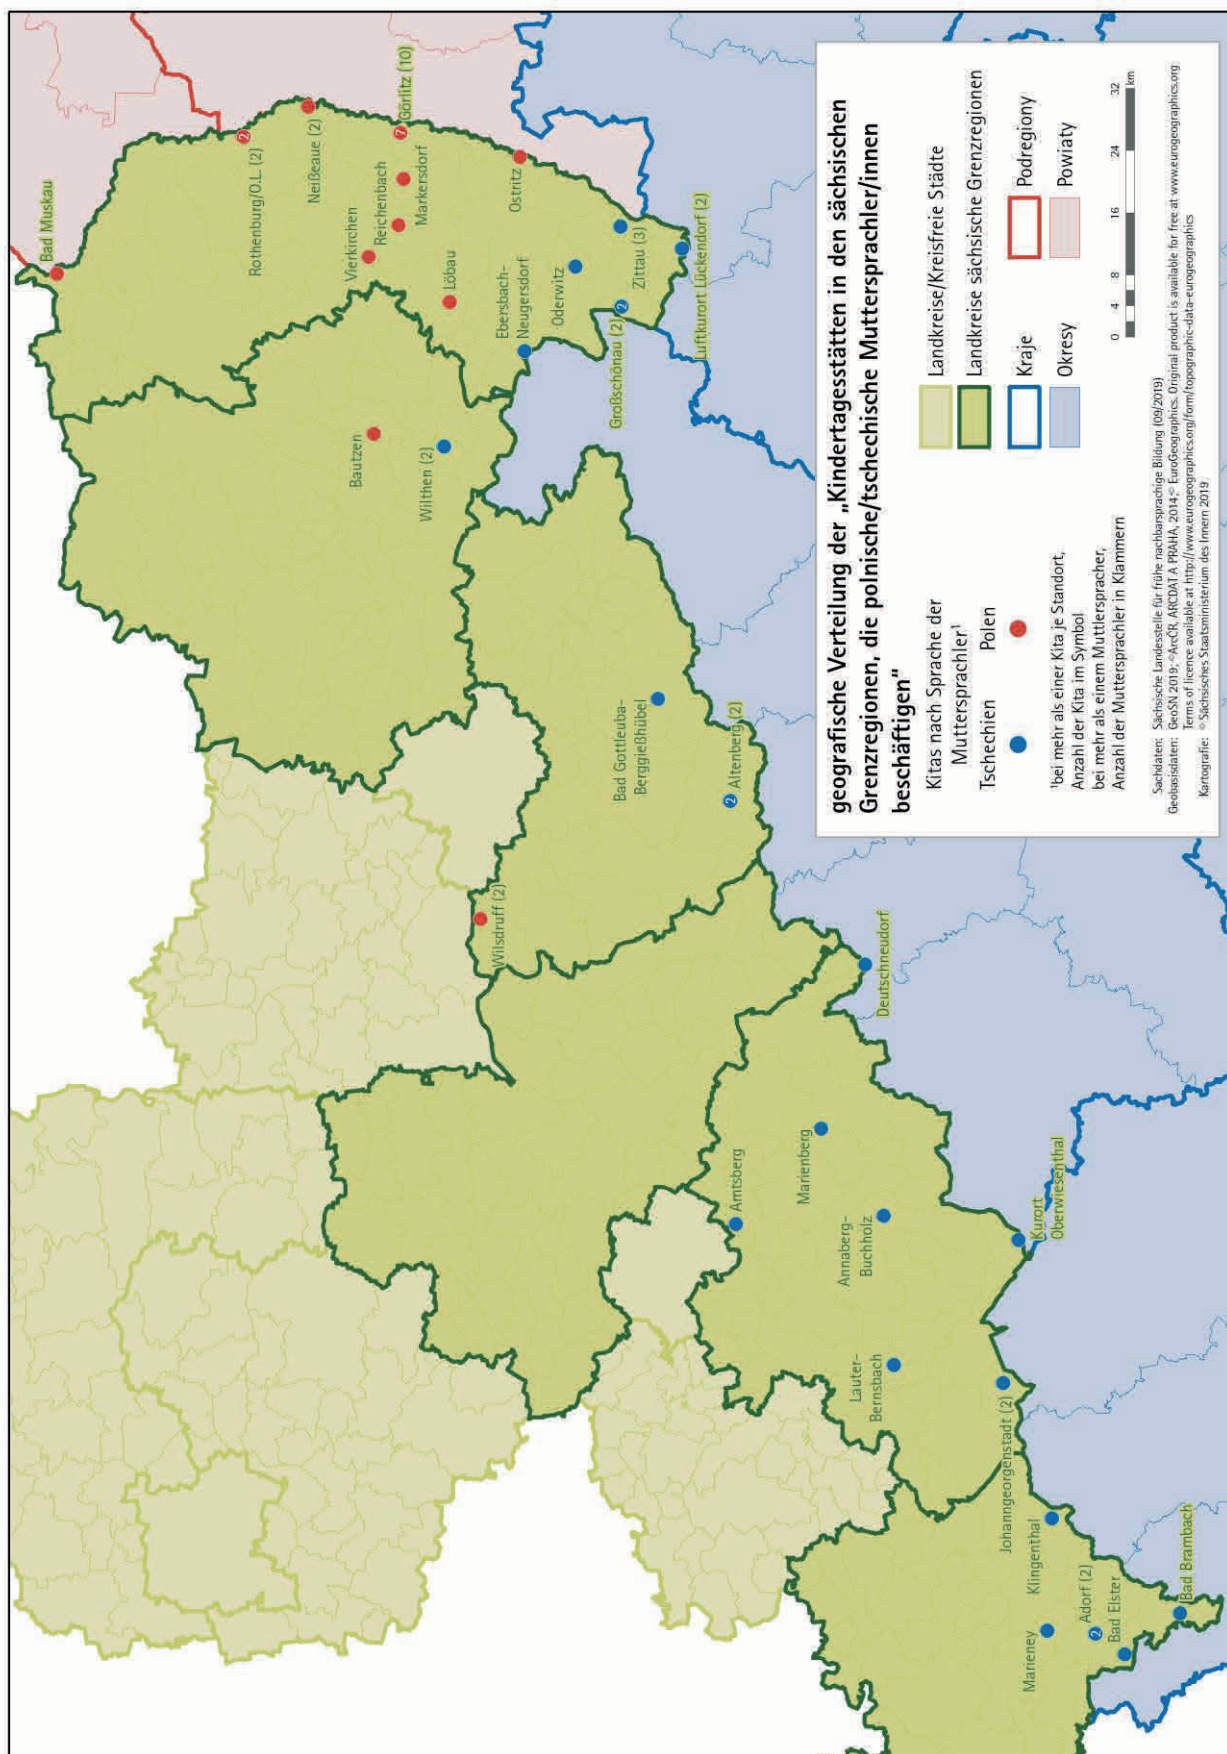 Bad Muskau
Rothenburg/O.L. (2)
2
Neißeaue (2)
Görlitz (10)
7
Markersdorf
Reichenbach
Vierkirchen
Löbau
Ostritz
Ebersbach-
Neugersdorf
Oderwitz
Zittau (3)
Großschönau (2)
2
Luftkurort Lückendorf (2)
Bautzen
Wilthen (2)
Bad Gottleuba-
Berggießhübel
Altenberg (2)
2
Wilsdruff (2)
Deutschneudorf
Marienberg
Amtsberg
Annaberg-
Buchholz
Kurort
Oberwiesenthal
Lauter-
Bernsbach
Johanngeorgenstadt (2)
Klingenthal
Marieney
Adorf (2)
2
Bad Elster
Bad Brambach
geografische Verteilung der „Kindertagesstätten in den sächsischen
Grenzregionen, die polnische/tschechische Muttersprachler/innen
beschäftigen"
Kitas nach Sprache der
Muttersprachler¹
Tschechien Polen
¹bei mehr als einer Kita je Standort,
Anzahl der Kita im Symbol
bei mehr als einem Muttlerspracher,
Anzahl der Muttersprachler in Klammern
Landkreise/Kreisfreie Städte
Landkreise sächsische Grenzregionen
Kraje
Podregiony
Okresy
Powiaty
0 4 8 16 24 32
km
Sachdaten: Sächsische Landesstelle für frühe nachbarsprachige Bildung (09/2019)
Geobasisdaten: GeoSN 2019; ©ArcČR, ARCDAT A PRAHA, 2014;© EuroGeographics. Original product is available for free at www.eurogeographics.org
Terms of licence available at http://www.eurogeographics.org/form/topographic-data-eurogeographics
Kartografie: © Sächsisches Staatsministerium des Innern 2019